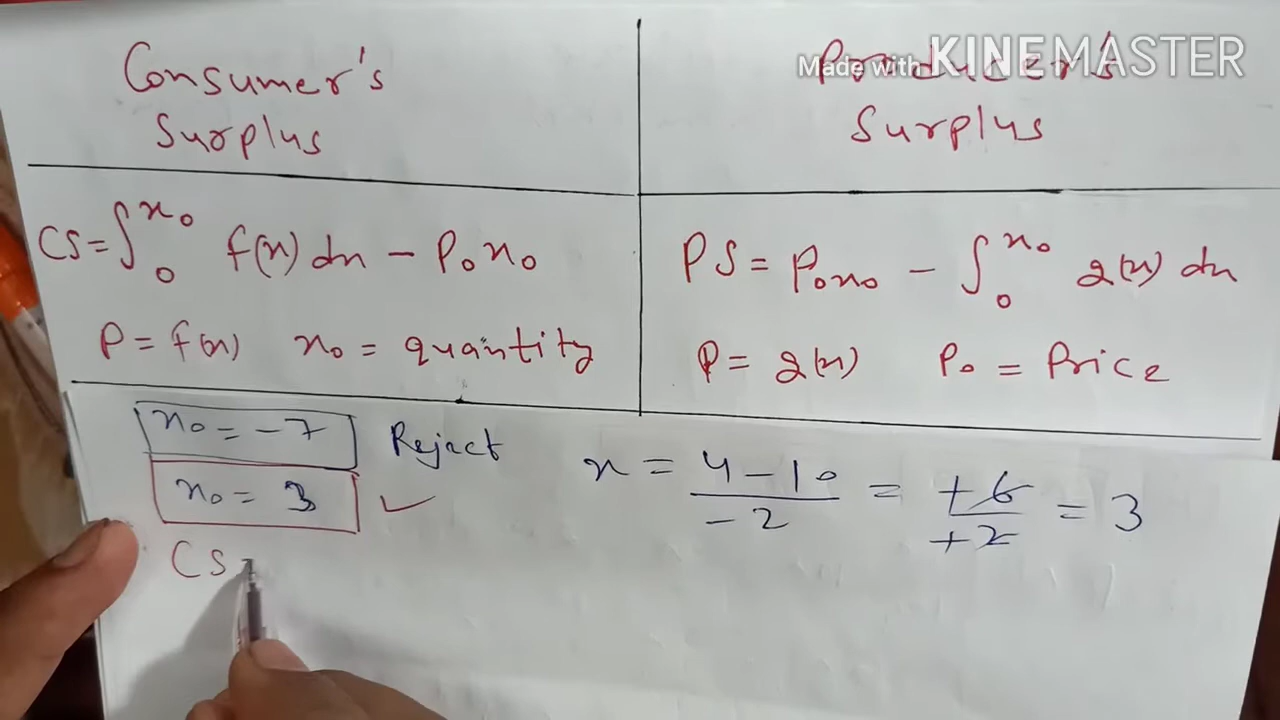 Consumer's
Surplus
CS = ∫₀^x₀ f(x) dx − P₀x₀
P = f(x) x₀ = quantity
Made with KINEMASTER
Producer's
Surplus
PS = P₀x₀ − ∫₀^x₀ g(x) dx
P = g(x) P₀ = Price
x₀ = −7 Reject
x₀ = 3 ✓
x = 4 − 10 / −2 = +6 / +2 = 3
CS =